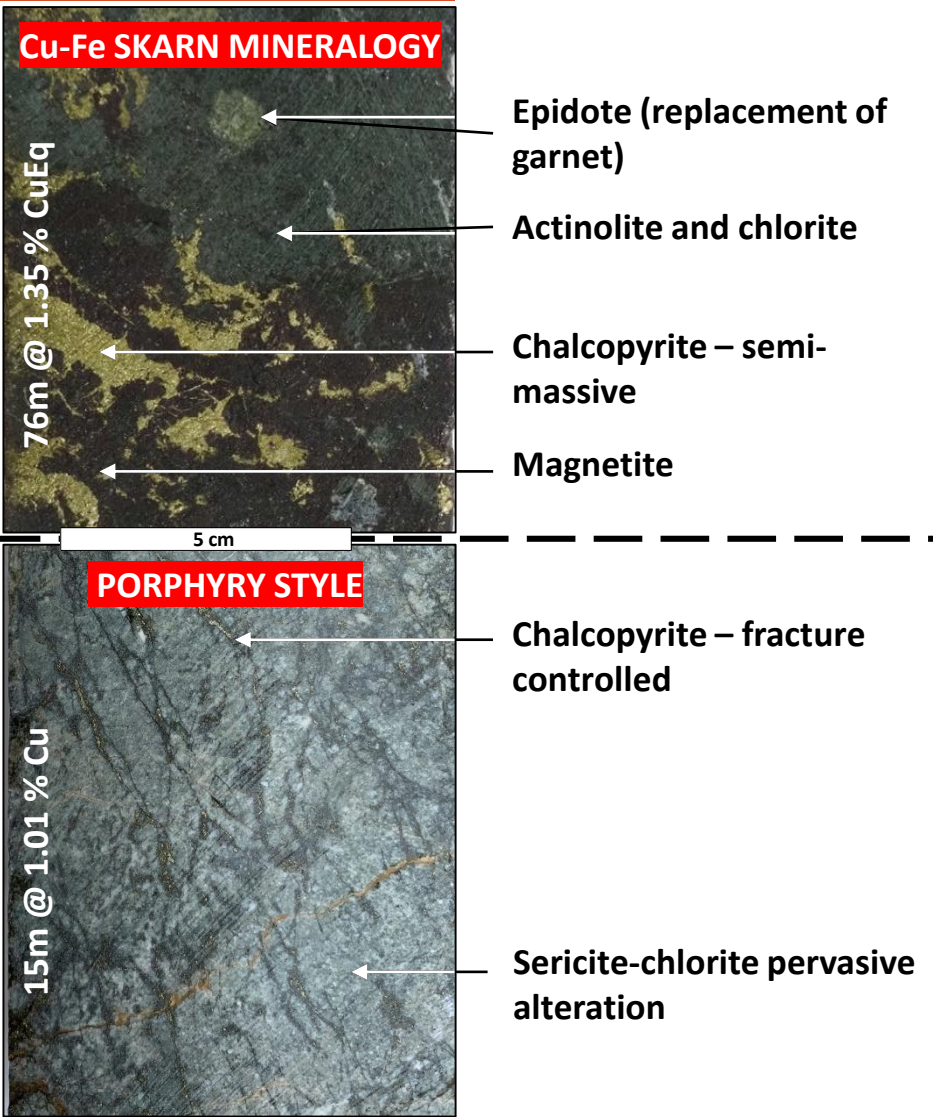 Cu-Fe SKARN MINERALOGY
76m @ 1.35 % CuEq
Epidote (replacement of
garnet)
Actinolite and chlorite
Chalcopyrite – semi-
massive
Magnetite
5 cm
PORPHYRY STYLE
15m @ 1.01 % Cu
Chalcopyrite – fracture
controlled
Sericite-chlorite pervasive
alteration